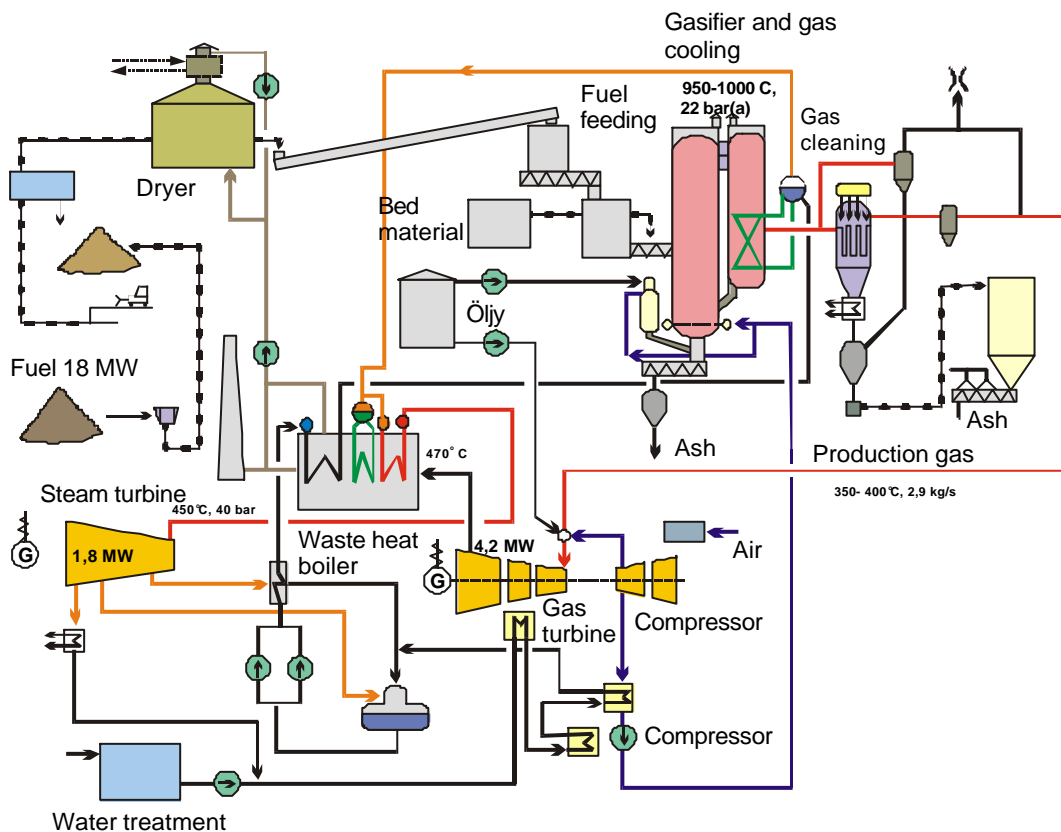 Gasifier and gas
cooling
950-1000 C,
22 bar(a)
Fuel
feeding
Gas
cleaning
Dryer
Bed
material
Öljy
Fuel 18 MW
Ash
Ash
Production gas
350- 400°C, 2,9 kg/s
470° C
Steam turbine
450°C, 40 bar
G
1,8 MW
Waste heat
boiler
4,2 MW
G
Air
Gas
turbine
Compressor
Compressor
Water treatment